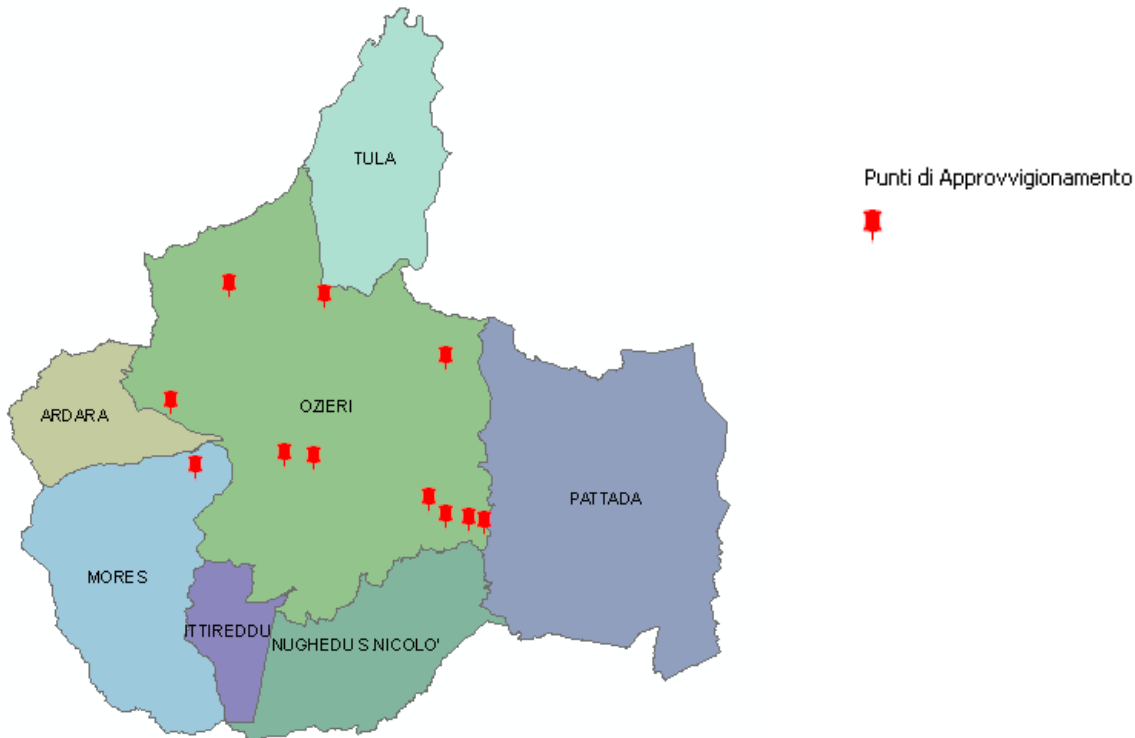 TULA
Punti di Approvvigionamento
ARDARA
OZIERI
PATTADA
MORES
ITTIREDDU
NUGHEDU S.NICOLO'